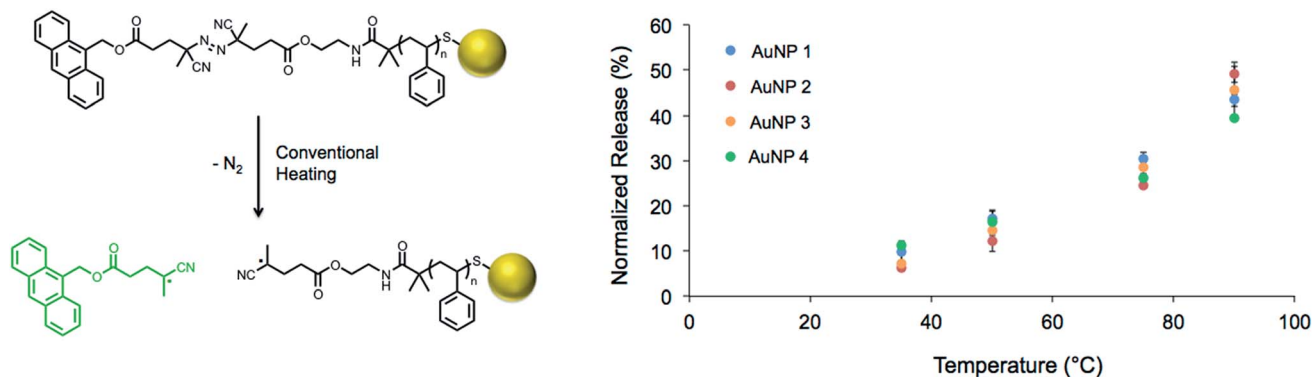 CN
S
O
O
N
N
CN
O
O
N
H
O
n
- N2
Conventional
Heating
O
O
CN
NC
O
O
N
H
O
S
n
Normalized Release (%)
60
50
40
30
20
10
0
AuNP 1
AuNP 2
AuNP 3
AuNP 4
0
20
40
60
80
100
Temperature (°C)